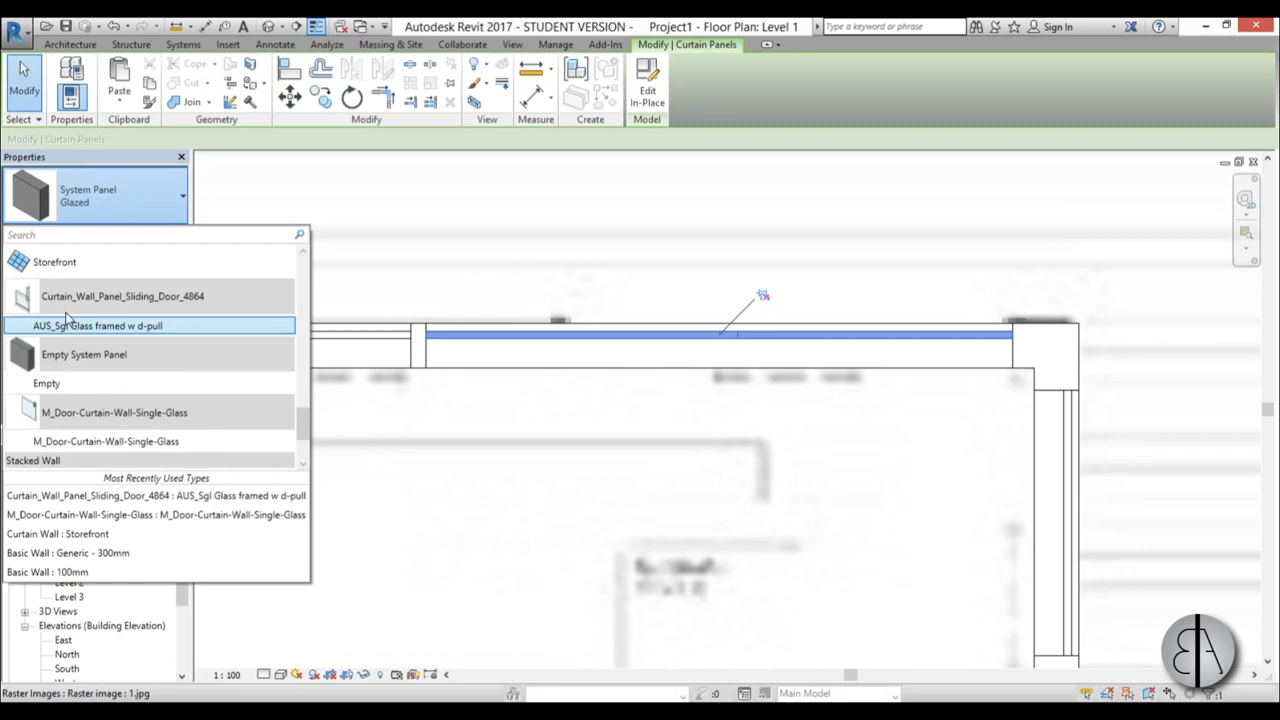 Autodesk Revit 2017 - STUDENT VERSION - Project1 - Floor Plan: Level 1
Type a keyword or phrase
Sign In
Architecture Structure Systems Insert Annotate Analyze Massing & Site Collaborate View Manage Add-Ins Modify | Curtain Panels
Modify
Paste
Cope
Cut
Join
Edit
In-Place
Select Properties Clipboard Geometry Modify View Measure Create Model
Modify | Curtain Panels
Properties
System Panel
Glazed
Search
Storefront
Curtain_Wall_Panel_Sliding_Door_4864
AUS_Sgl Glass framed w d-pull
Empty System Panel
Empty
M_Door-Curtain-Wall-Single-Glass
M_Door-Curtain-Wall-Single-Glass
Stacked Wall
Most Recently Used Types
Curtain_Wall_Panel_Sliding_Door_4864 : AUS_Sgl Glass framed w d-pull
M_Door-Curtain-Wall-Single-Glass : M_Door-Curtain-Wall-Single-Glass
Curtain Wall : Storefront
Basic Wall : Generic - 300mm
Basic Wall : 100mm
Level 2
Level 3
3D Views
Elevations (Building Elevation)
East
North
South
1 : 100
Raster Images : Raster image : 1.jpg
:0
Main Model
:1